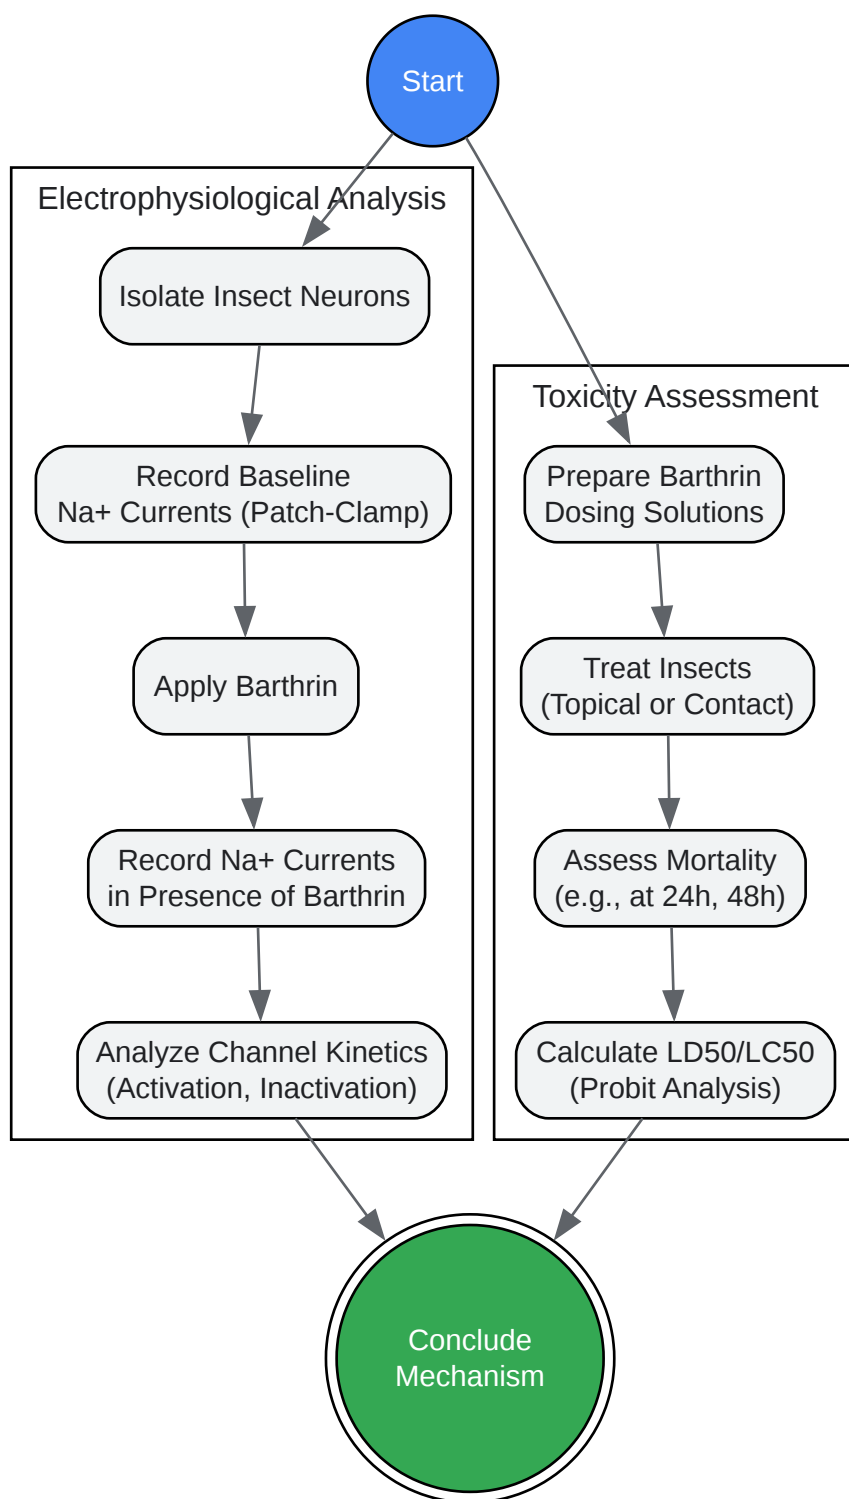 Start
Electrophysiological Analysis
Isolate Insect Neurons
Record Baseline
Na+ Currents (Patch-Clamp)
Apply Barthrin
Record Na+ Currents
in Presence of Barthrin
Analyze Channel Kinetics
(Activation, Inactivation)
Toxicity Assessment
Prepare Barthrin
Dosing Solutions
Treat Insects
(Topical or Contact)
Assess Mortality
(e.g., at 24h, 48h)
Calculate LD50/LC50
(Probit Analysis)
Conclude
Mechanism